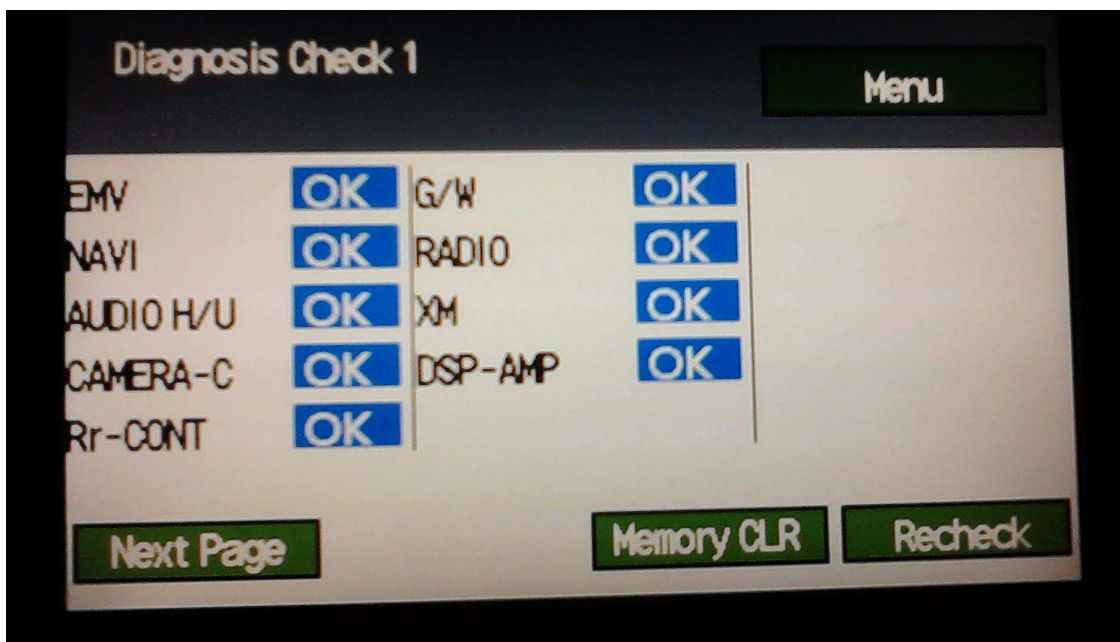 Diagnosis Check 1
Menu
EMV OK G/W OK
NAVI OK RADIO OK
AUDIO H/U OK XM OK
CAMERA-C OK DSP-AMP OK
Rr-CONT OK
Next Page Memory CLR Recheck